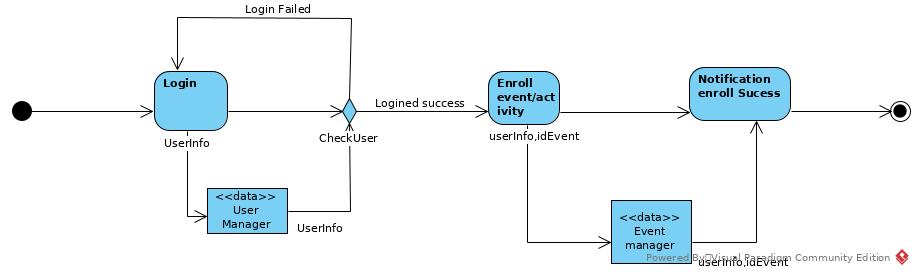 Login Failed
Login
UserInfo
<<data>>
User
Manager
UserInfo
CheckUser
Logined success
Enroll
event/act
ivity
userInfo,idEvent
<<data>>
Event
manager
userInfo,idEvent
Notification
enroll Sucess
Powered By Visual Paradigm Community Edition